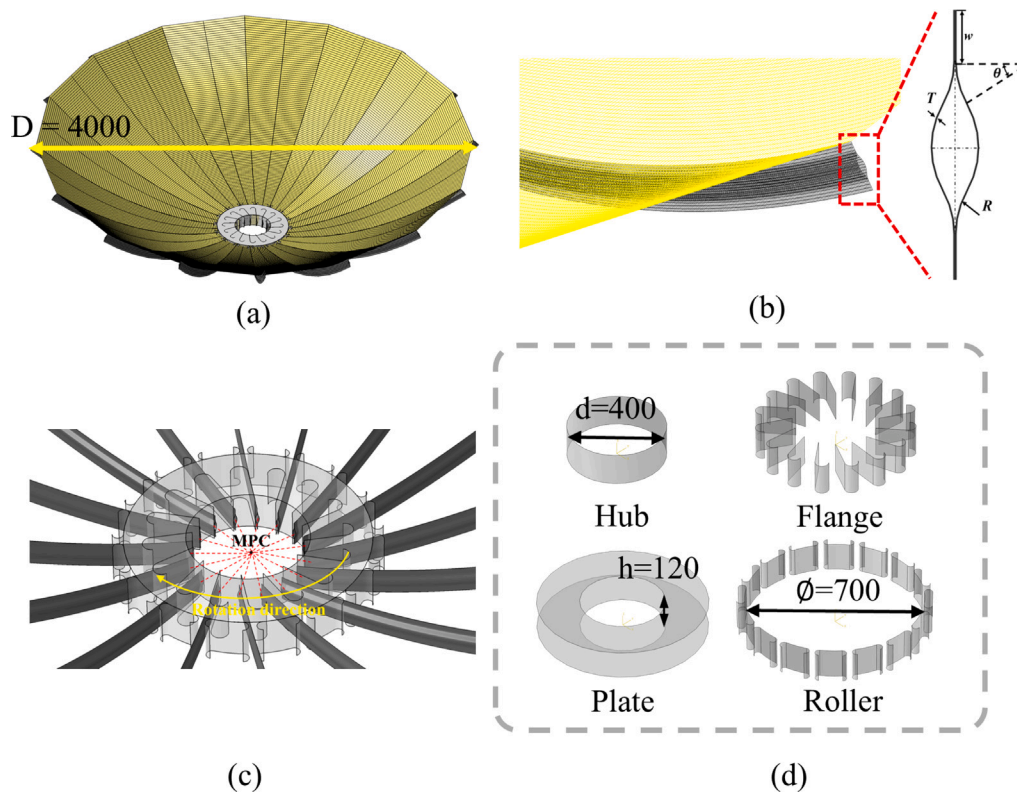 D = 4000
(a)
w
θ
T
R
(b)
MPC
Rotation direction
(c)
d=400
Hub
Flange
h=120
Plate
Ø=700
Roller
(d)